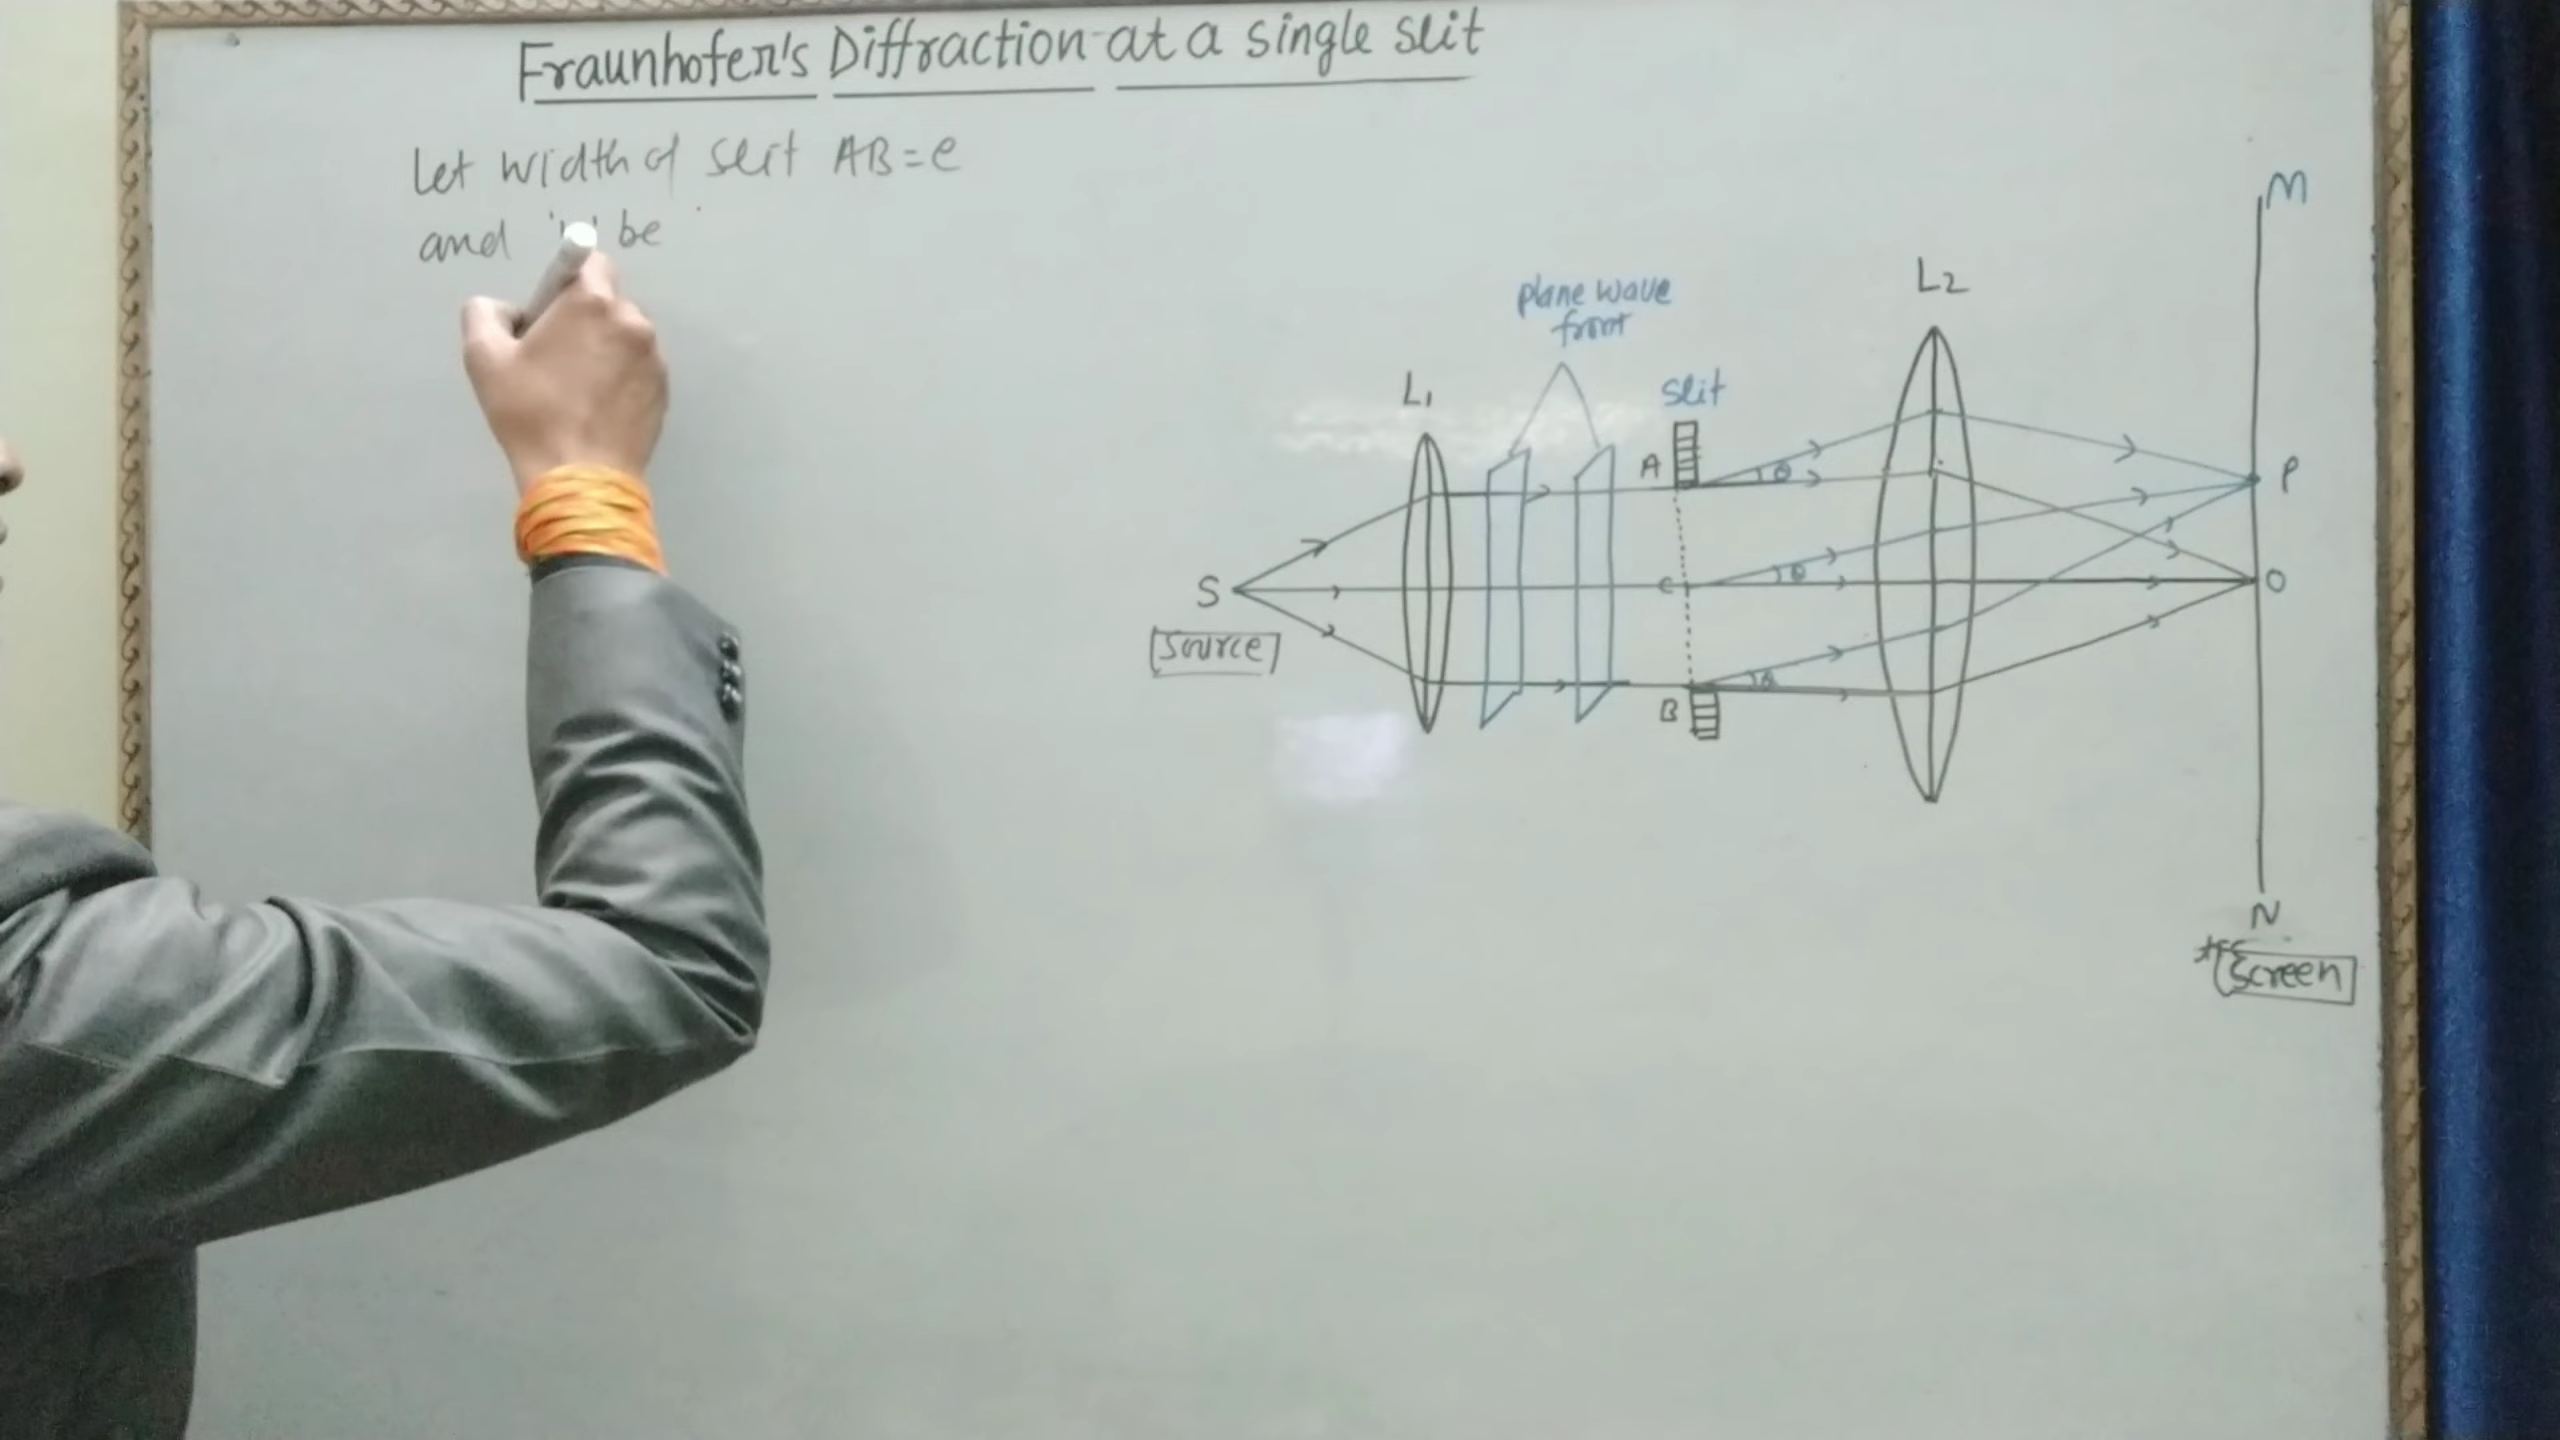 Fraunhofer's Diffraction at a single slit
Let width of slit AB=e
and be
plane wave
front
L1
L2
slit
M
A
θ
P
S
C
θ
O
Source
B
θ
N
Screen